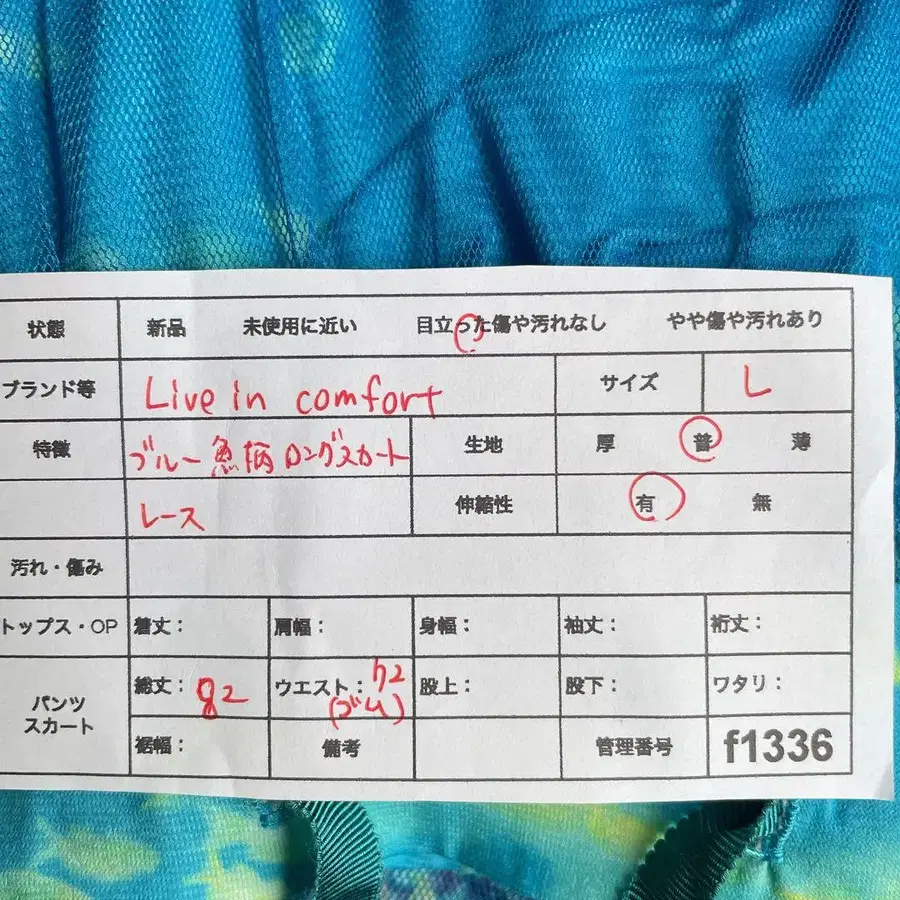 状態 新品 未使用に近い 目立った傷や汚れなし やや傷や汚れあり
ブランド等 Live in comfort サイズ L
特徴 ブルー魚柄ロングスカート 生地 厚 普 薄
レース 伸縮性 有 無
汚れ・傷み
トップス・OP 着丈: 肩幅: 身幅: 袖丈: 裄丈:
パンツ スカート 総丈: 82 ウエスト: 72 (ゴム) 股上: 股下: ワタリ:
裾幅: 備考 管理番号 f1336